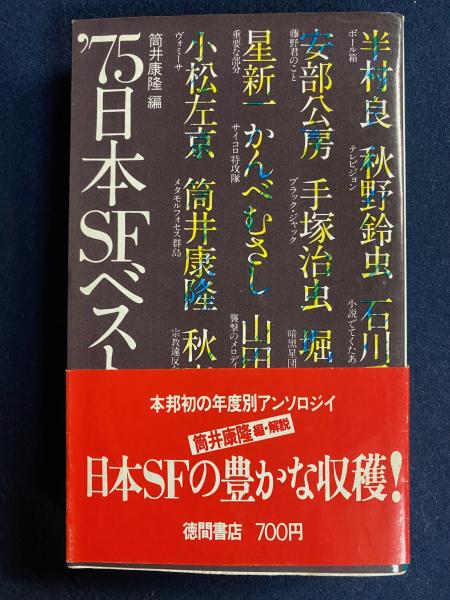 半村良 秋野鈴虫 石川
ボール箱 テレビジョン 小説でてくたあ
安部公房 手塚治虫 堀
藤野君のこと ブラック・ジャック 暗黒星団
星新一 かんべむさし 山田
重要な部分 サイコロ特攻隊 襲撃のメロディ
小松左京 筒井康隆 秋
ヴォミーサ メタモルフォセス群島 宗教違反
筒井康隆 編
'75日本SFベスト
本邦初の年度別アンソロジイ
筒井康隆 編・解説
日本SFの豊かな収穫!
徳間書店 700円